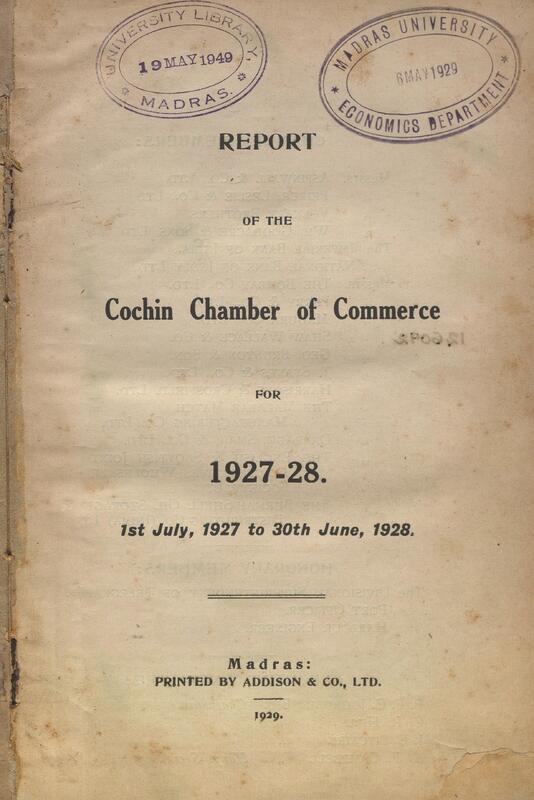 UNIVERSITY LIBRARY,
19 MAY 1949
MADRAS.
MADRAS UNIVERSITY
6 MAY 1929
ECONOMICS DEPARTMENT
REPORT
OF THE
Cochin Chamber of Commerce
FOR
1927-28.
1st July, 1927 to 30th June, 1928.
Madras:
PRINTED BY ADDISON & CO., LTD.
1929.